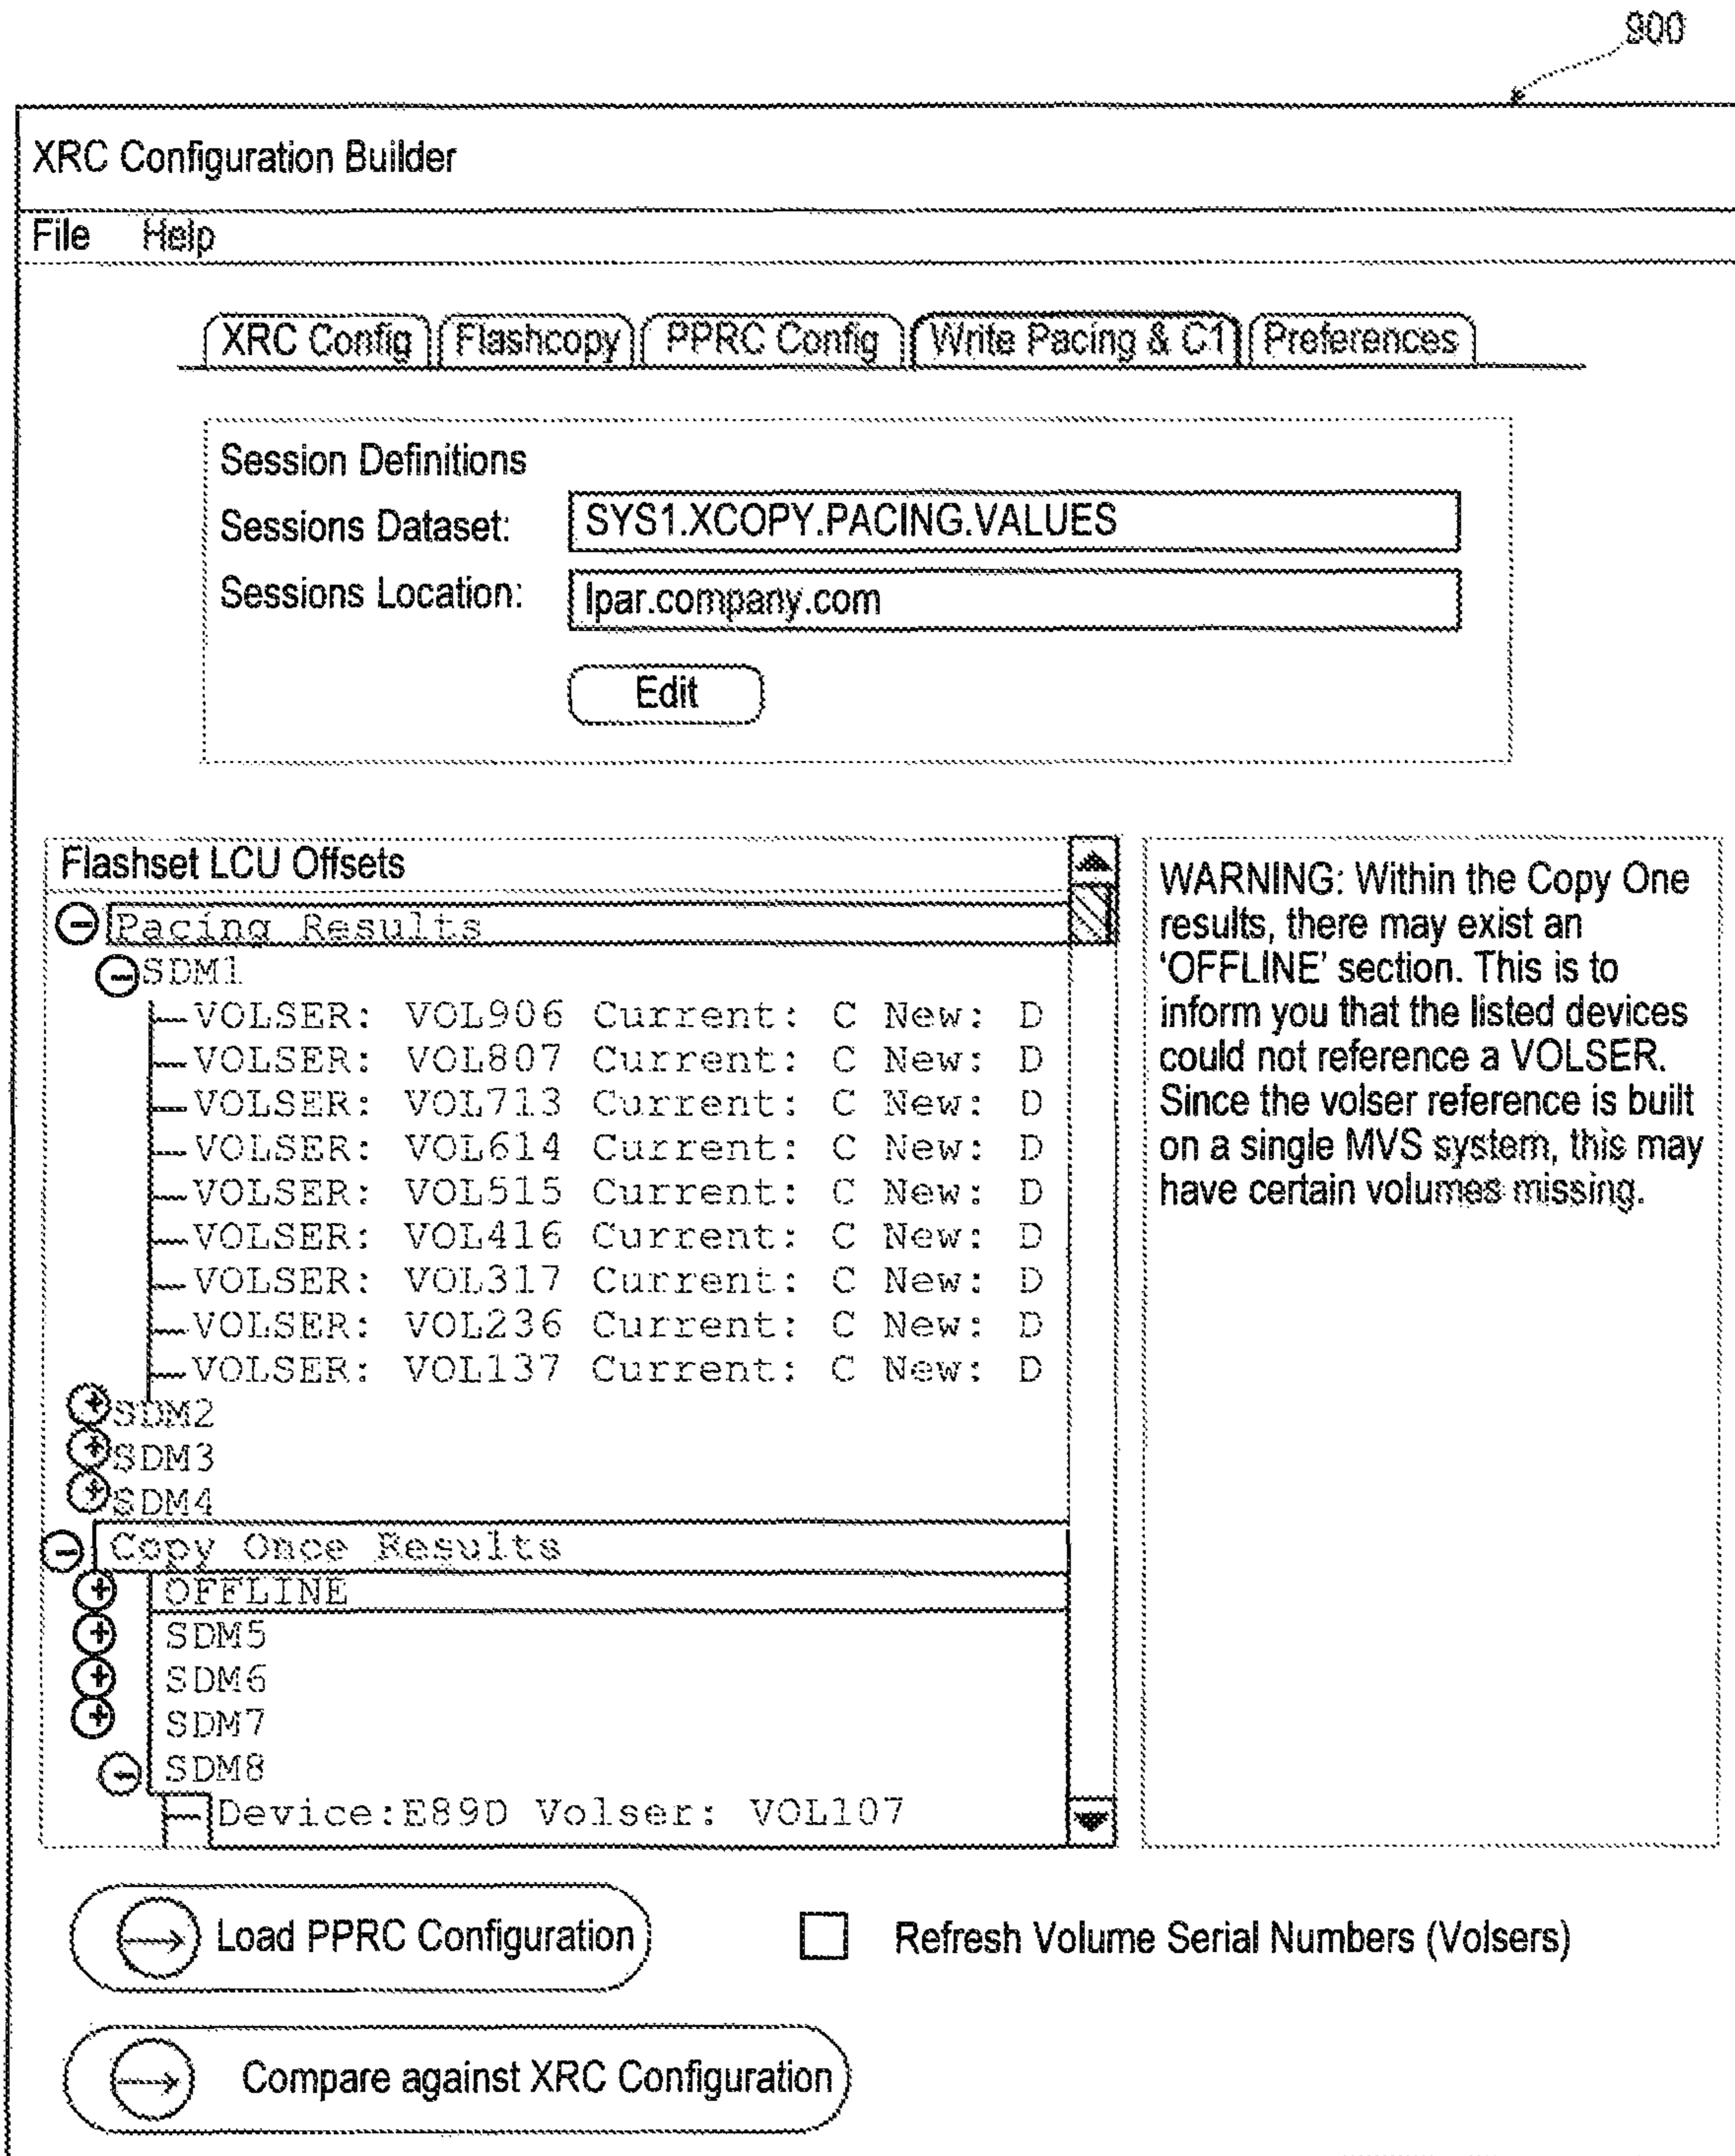 900
XRC Configuration Builder
File Help
XRC Config Flashcopy PPRC Config Write Pacing & C1 Preferences
Session Definitions
Sessions Dataset: SYS1.XCOPY.PACING.VALUES
Sessions Location: lpar.company.com
Edit
Flashset LCU Offsets
Pacing Results
SDM1
VOLSER: VOL906 Current: C New: D
VOLSER: VOL807 Current: C New: D
VOLSER: VOL713 Current: C New: D
VOLSER: VOL614 Current: C New: D
VOLSER: VOL515 Current: C New: D
VOLSER: VOL416 Current: C New: D
VOLSER: VOL317 Current: C New: D
VOLSER: VOL236 Current: C New: D
VOLSER: VOL137 Current: C New: D
SDM2
SDM3
SDM4
Copy Once Results
OFFLINE
SDM5
SDM6
SDM7
SDM8
Device:E89D Volser: VOL107
WARNING: Within the Copy One
results, there may exist an
‘OFFLINE’ section. This is to
inform you that the listed devices
could not reference a VOLSER.
Since the volser reference is built
on a single MVS system, this may
have certain volumes missing.
Load PPRC Configuration
Refresh Volume Serial Numbers (Volsers)
Compare against XRC Configuration